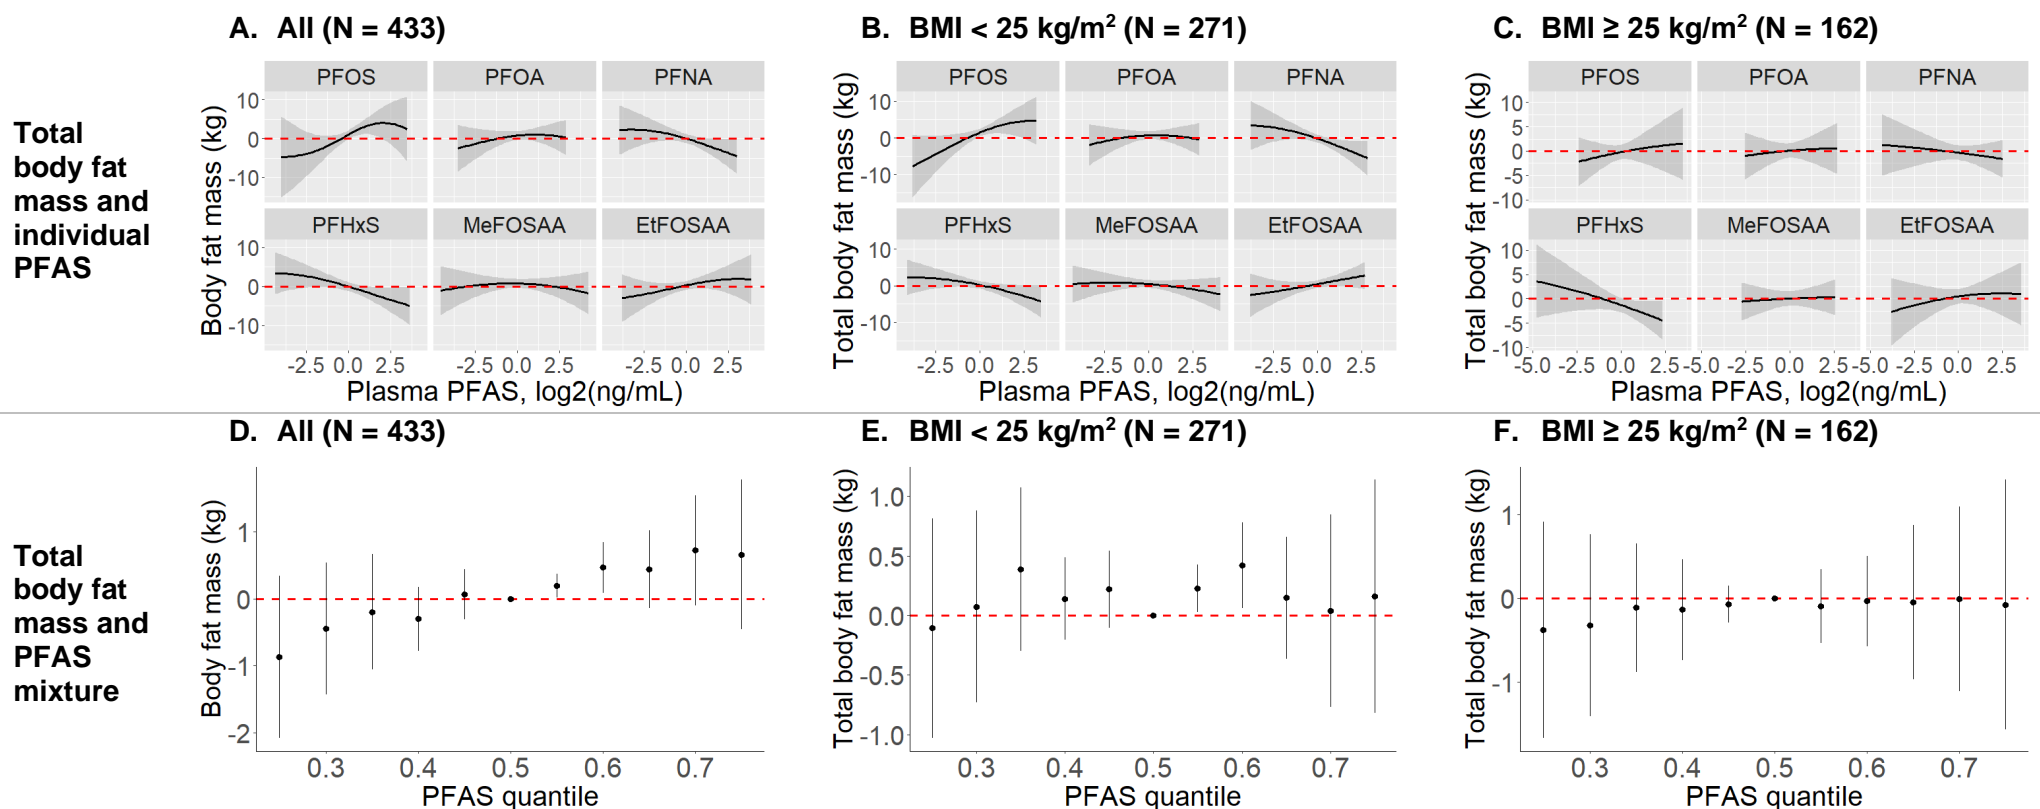 A. All (N = 433)
B. BMI < 25 kg/m² (N = 271)
C. BMI ≥ 25 kg/m² (N = 162)
Total
body fat
mass and
individual
PFAS
Body fat mass (kg)
PFOS PFOA PFNA
10
0
-10
PFHxS MeFOSAA EtFOSAA
10
0
-10
-2.5 0.0 2.5 -2.5 0.0 2.5 -2.5 0.0 2.5
Plasma PFAS, log2(ng/mL)
Total body fat mass (kg)
PFOS PFOA PFNA
10
0
-10
PFHxS MeFOSAA EtFOSAA
10
0
-10
-2.5 0.0 2.5 -2.5 0.0 2.5 -2.5 0.0 2.5
Plasma PFAS, log2(ng/mL)
Total body fat mass (kg)
PFOS PFOA PFNA
10
5
0
-5
-10
PFHxS MeFOSAA EtFOSAA
10
5
0
-5
-10
-5.0 -2.5 0.0 2.5 -5.0 -2.5 0.0 2.5 -5.0 -2.5 0.0 2.5
Plasma PFAS, log2(ng/mL)
D. All (N = 433)
E. BMI < 25 kg/m² (N = 271)
F. BMI ≥ 25 kg/m² (N = 162)
Total
body fat
mass and
PFAS
mixture
Body fat mass (kg)
1
0
-1
-2
0.3 0.4 0.5 0.6 0.7
PFAS quantile
Total body fat mass (kg)
1.0
0.5
0.0
-0.5
-1.0
0.3 0.4 0.5 0.6 0.7
PFAS quantile
Total body fat mass (kg)
1
0
-1
0.3 0.4 0.5 0.6 0.7
PFAS quantile